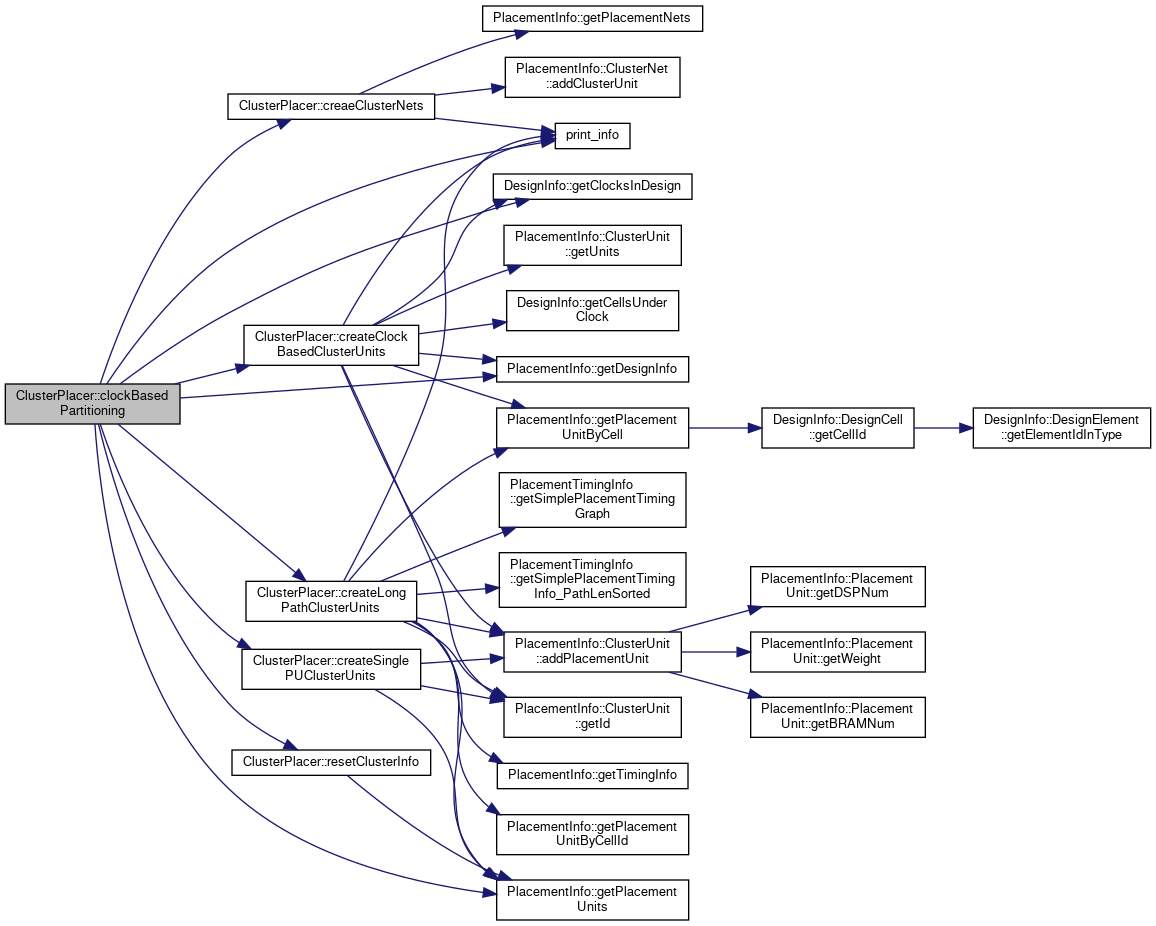 PlacementInfo::getPlacementNets
PlacementInfo::ClusterNet
::addClusterUnit
ClusterPlacer::creaeClusterNets
print_info
DesignInfo::getClocksInDesign
PlacementInfo::ClusterUnit
::getUnits
DesignInfo::getCellsUnder
Clock
ClusterPlacer::createClock
BasedClusterUnits
PlacementInfo::getDesignInfo
ClusterPlacer::clockBased
Partitioning
PlacementInfo::getPlacement
UnitByCell
DesignInfo::DesignCell
::getCellId
DesignInfo::DesignElement
::getElementIdInType
PlacementTimingInfo
::getSimplePlacementTiming
Graph
PlacementTimingInfo
::getSimplePlacementTiming
Info_PathLenSorted
ClusterPlacer::createLong
PathClusterUnits
PlacementInfo::Placement
Unit::getDSPNum
PlacementInfo::ClusterUnit
::addPlacementUnit
PlacementInfo::Placement
Unit::getWeight
ClusterPlacer::createSingle
PUClusterUnits
PlacementInfo::ClusterUnit
::getId
PlacementInfo::Placement
Unit::getBRAMNum
ClusterPlacer::resetClusterInfo
PlacementInfo::getTimingInfo
PlacementInfo::getPlacement
UnitByCellId
PlacementInfo::getPlacement
Units